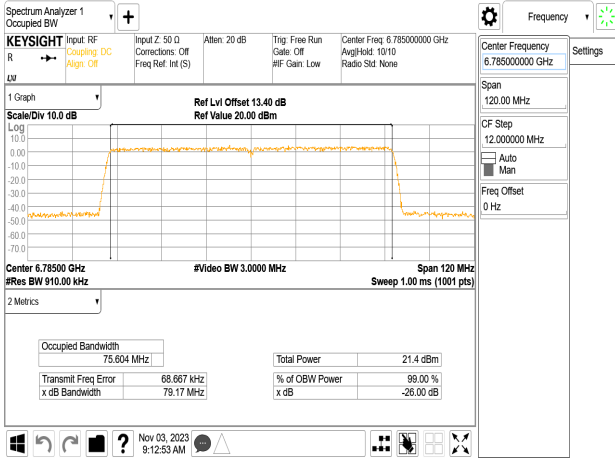 Spectrum Analyzer 1
Occupied BW
Frequency
KEYSIGHT
R
Input: RF
Coupling: DC
Align: Off
Input Z: 50 Ω
Corrections: Off
Freq Ref: Int (S)
Atten: 20 dB
Trig: Free Run
Gate: Off
#IF Gain: Low
Center Freq: 6.785000000 GHz
Avg|Hold: 10/10
Radio Std: None
LXI
1 Graph
Scale/Div 10.0 dB
Ref Lvl Offset 13.40 dB
Ref Value 20.00 dBm
Log
10.0
0.00
-10.0
-20.0
-30.0
-40.0
-50.0
-60.0
-70.0
Center 6.78500 GHz
#Video BW 3.0000 MHz
Span 120 MHz
#Res BW 910.00 kHz
Sweep 1.00 ms (1001 pts)
2 Metrics
Occupied Bandwidth
75.604 MHz
Total Power 21.4 dBm
Transmit Freq Error 68.667 kHz
% of OBW Power 99.00 %
x dB Bandwidth 79.17 MHz
x dB -26.00 dB
Nov 03, 2023
9:12:53 AM
Center Frequency
6.785000000 GHz
Settings
Span
120.00 MHz
CF Step
12.000000 MHz
Auto
Man
Freq Offset
0 Hz